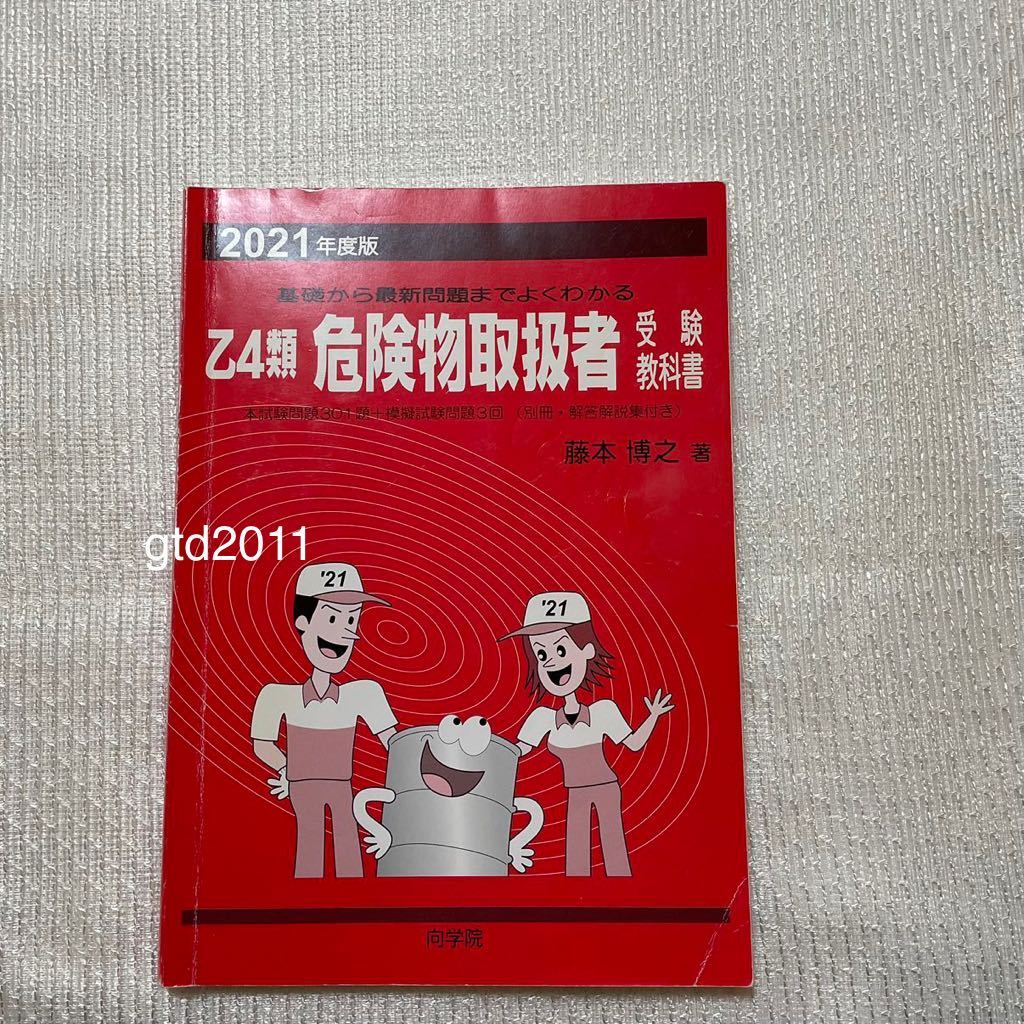 2021年度版
基礎から最新問題までよくわかる
乙4類 危険物取扱者 受験教科書
本試験問題301題+模擬試験問題3回 (別冊・解答解説集付き)
藤本 博之 著
gtd2011
'21
'21
向学院